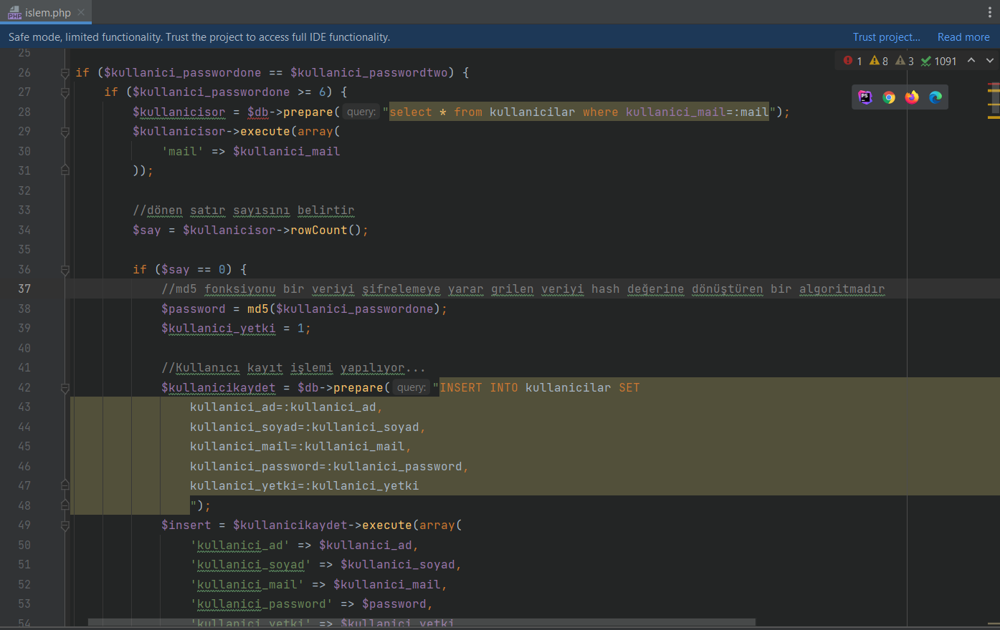 islem.php
Safe mode, limited functionality. Trust the project to access full IDE functionality. Trust project... Read more
1 8 3 1091
25
26 if ($kullanici_passwordone == $kullanici_passwordtwo) {
27 if ($kullanici_passwordone >= 6) {
28 $kullanicisor = $db->prepare( query: "select * from kullanicilar where kullanici_mail=:mail");
29 $kullanicisor->execute(array(
30 'mail' => $kullanici_mail
31 ));
32
33 //dönen satır sayısını belirtir
34 $say = $kullanicisor->rowCount();
35
36 if ($say == 0) {
37 //md5 fonksiyonu bir veriyi şifrelemeye yarar grilen veriyi hash değerine dönüştüren bir algoritmadır
38 $password = md5($kullanici_passwordone);
39 $kullanici_yetki = 1;
40
41 //Kullanıcı kayıt işlemi yapılıyor...
42 $kullanicikaydet = $db->prepare( query: "INSERT INTO kullanicilar SET
43 kullanici_ad=:kullanici_ad,
44 kullanici_soyad=:kullanici_soyad,
45 kullanici_mail=:kullanici_mail,
46 kullanici_password=:kullanici_password,
47 kullanici_yetki=:kullanici_yetki
48 ");
49 $insert = $kullanicikaydet->execute(array(
50 'kullanici_ad' => $kullanici_ad,
51 'kullanici_soyad' => $kullanici_soyad,
52 'kullanici_mail' => $kullanici_mail,
53 'kullanici_password' => $password,
54 'kullanici_yetki' => $kullanici_yetki